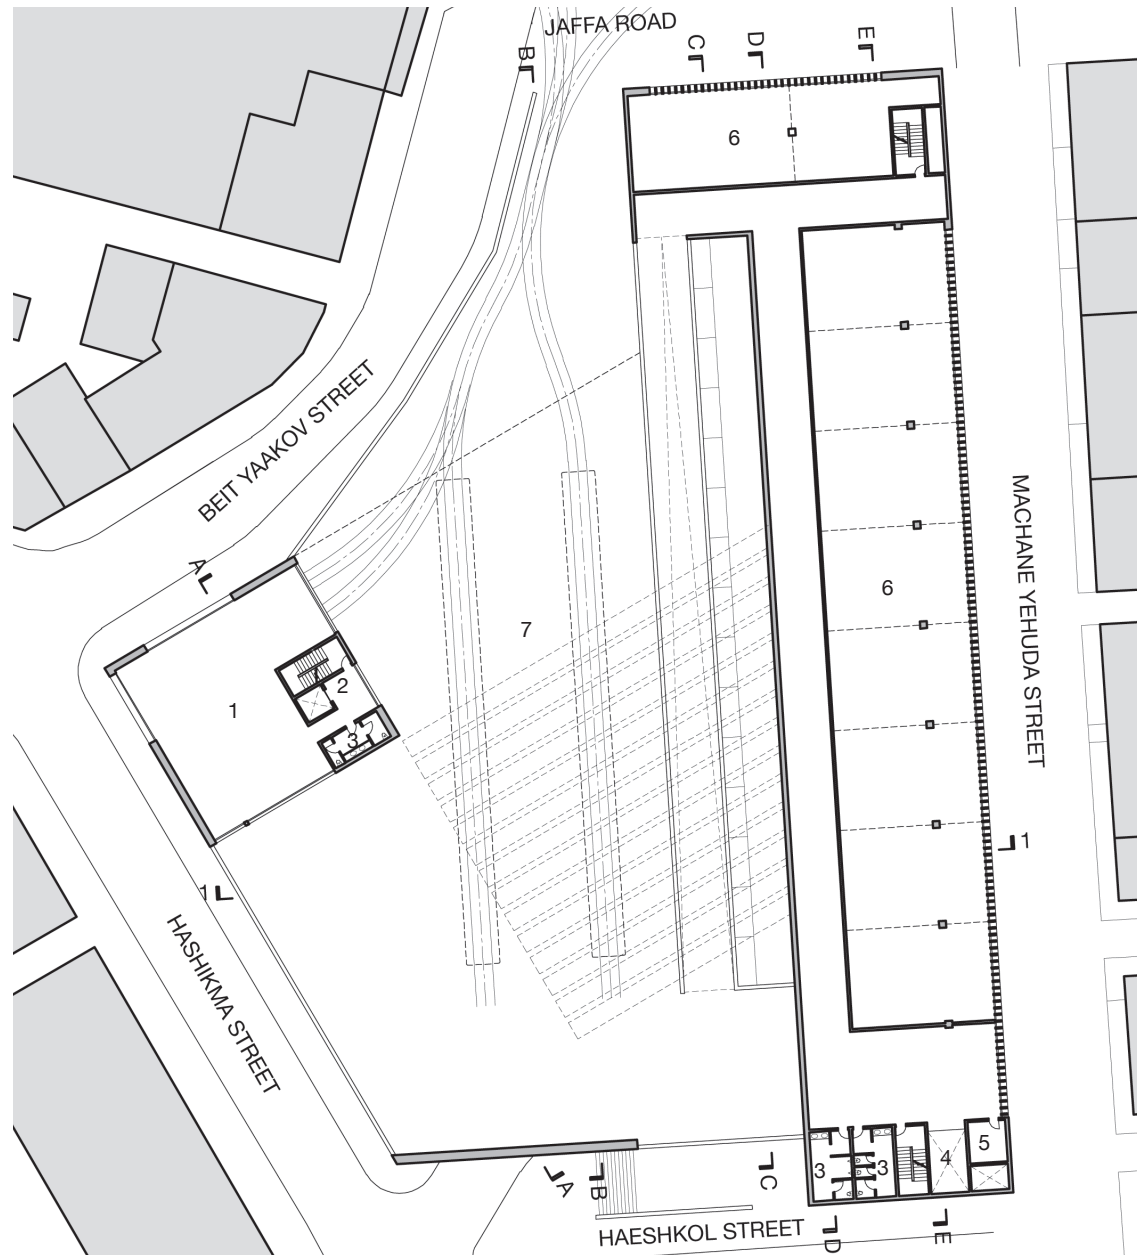 JAFFA ROAD
B
C
D
E
6
BEIT YAAKOV STREET
MACHANE YEHUDA STREET
A
6
7
2
1
3
1
1
HASHIKMA STREET
3
3
4
5
A
B
C
D
E
HAESHKOL STREET